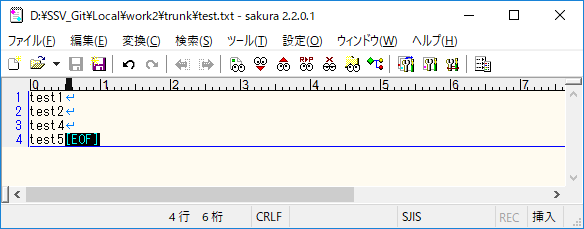 D:¥SSV_Git¥Local¥work2¥trunk¥test.txt - sakura 2.2.0.1
ファイル(F) 編集(E) 変換(C) 検索(S) ツール(T) 設定(O) ウィンドウ(W) ヘルプ(H)
0 1 2 3 4 5 6 7
1 test1↵
2 test2↵
3 test4↵
4 test5[EOF]
4 行 6 桁 CRLF SJIS REC 挿入